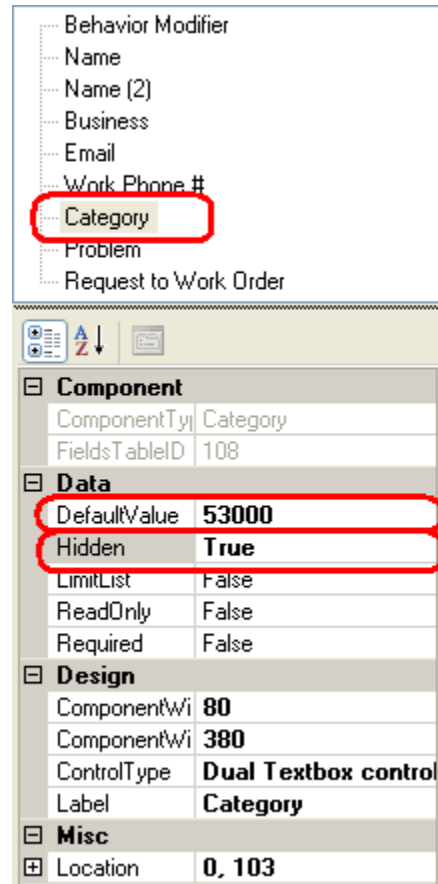 Behavior Modifier
Name
Name (2)
Business
Email
Work Phone #
Category
Problem
Request to Work Order
Component
ComponentTy Category
FieldsTableID 108
Data
DefaultValue 53000
Hidden True
LimitList False
ReadOnly False
Required False
Design
ComponentWi 80
ComponentWi 380
ControlType Dual Textbox control
Label Category
Misc
Location 0, 103